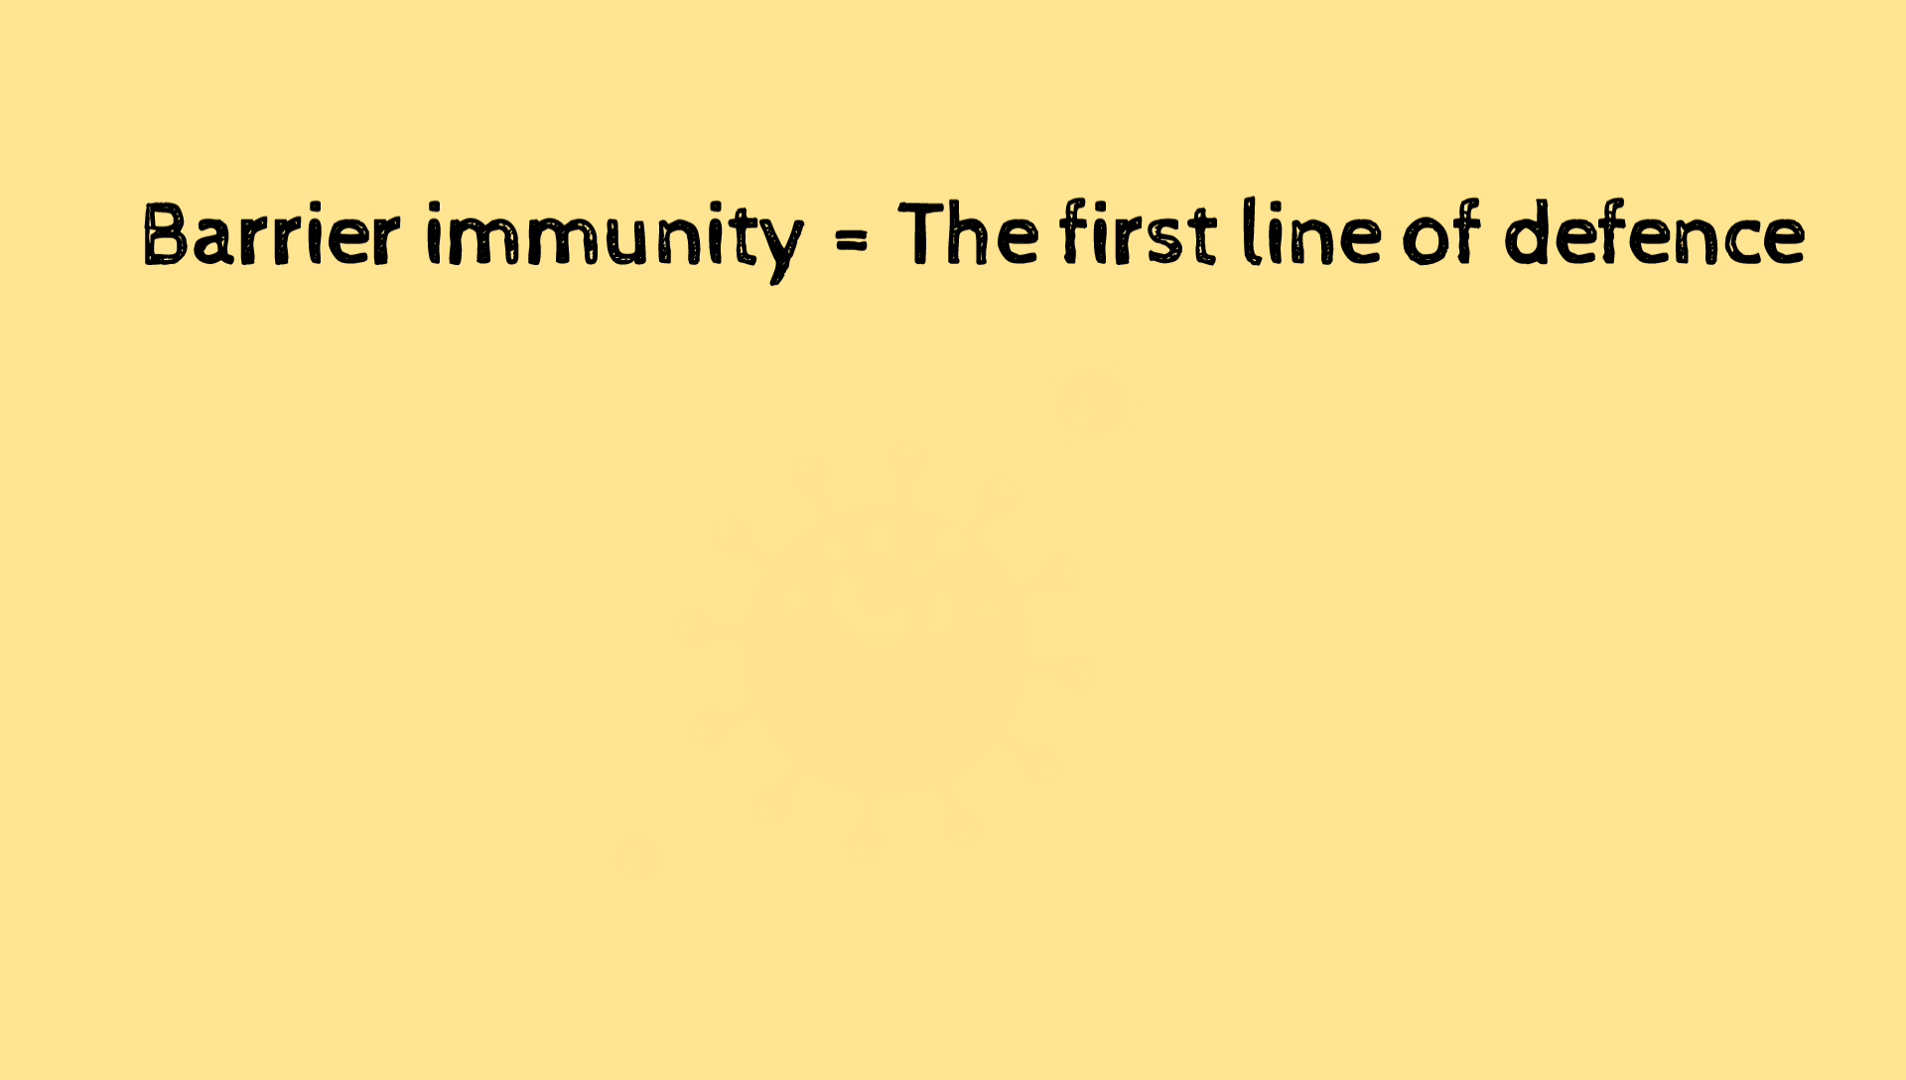 Barrier immunity = The first line of defence